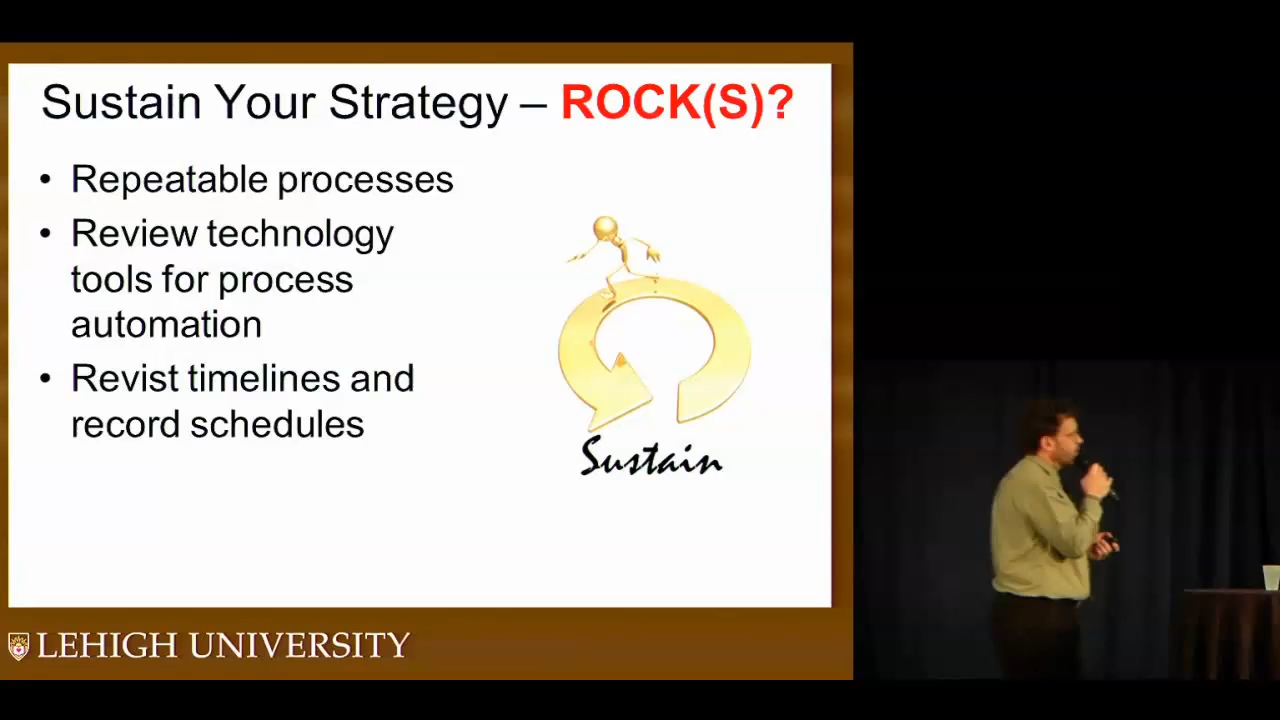 Sustain Your Strategy – ROCK(S)?
• Repeatable processes
• Review technology
tools for process
automation
• Revist timelines and
record schedules
Sustain
LEHIGH UNIVERSITY